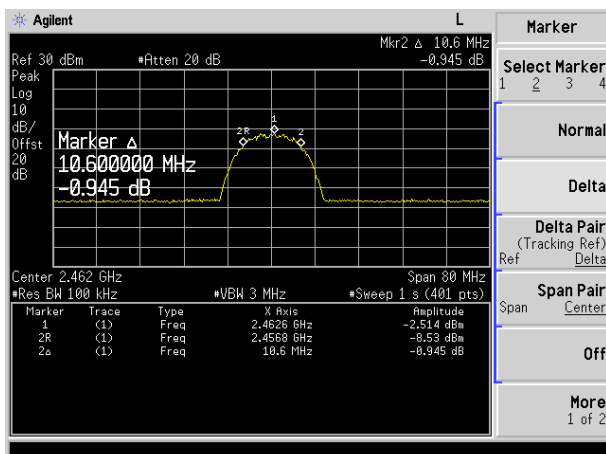 Agilent L
Mkr2 Δ 10.6 MHz
Ref 30 dBm #Atten 20 dB -0.945 dB
Peak
Log
10
dB/
Offst
20
dB
1
2R 2
Marker Δ
10.600000 MHz
-0.945 dB
Center 2.462 GHz Span 80 MHz
#Res BW 100 kHz #VBW 3 MHz #Sweep 1 s (401 pts)
Marker Trace Type X Axis Amplitude
1 (1) Freq 2.4626 GHz -2.514 dBm
2R (1) Freq 2.4568 GHz -8.53 dBm
2Δ (1) Freq 10.6 MHz -0.945 dB
Marker
Select Marker
1 2 3 4
Normal
Delta
Delta Pair
(Tracking Ref)
Ref Delta
Span Pair
Span Center
Off
More
1 of 2